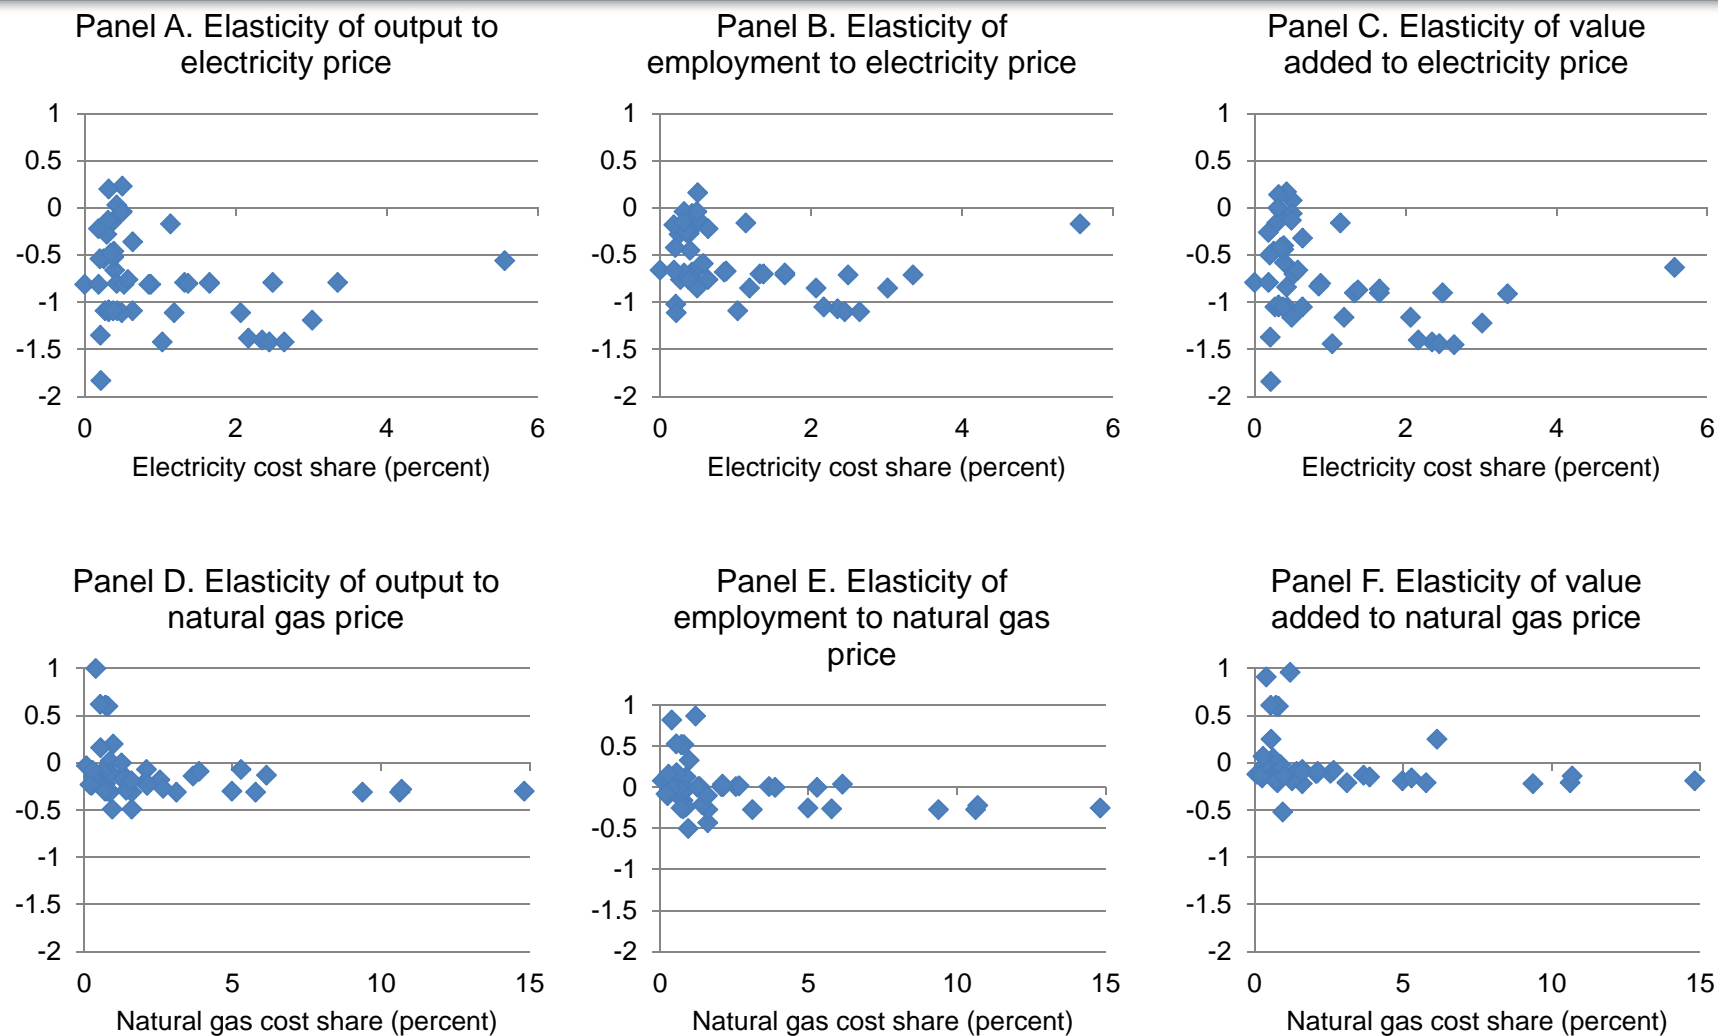 Panel A. Elasticity of output to
electricity price
1
0.5
0
-0.5
-1
-1.5
-2
0 2 4 6
Electricity cost share (percent)
Panel B. Elasticity of
employment to electricity price
1
0.5
0
-0.5
-1
-1.5
-2
0 2 4 6
Electricity cost share (percent)
Panel C. Elasticity of value
added to electricity price
1
0.5
0
-0.5
-1
-1.5
-2
0 2 4 6
Electricity cost share (percent)
Panel D. Elasticity of output to
natural gas price
1
0.5
0
-0.5
-1
-1.5
-2
0 5 10 15
Natural gas cost share (percent)
Panel E. Elasticity of
employment to natural gas
price
1
0.5
0
-0.5
-1
-1.5
-2
0 5 10 15
Natural gas cost share (percent)
Panel F. Elasticity of value
added to natural gas price
1
0.5
0
-0.5
-1
-1.5
-2
0 5 10 15
Natural gas cost share (percent)